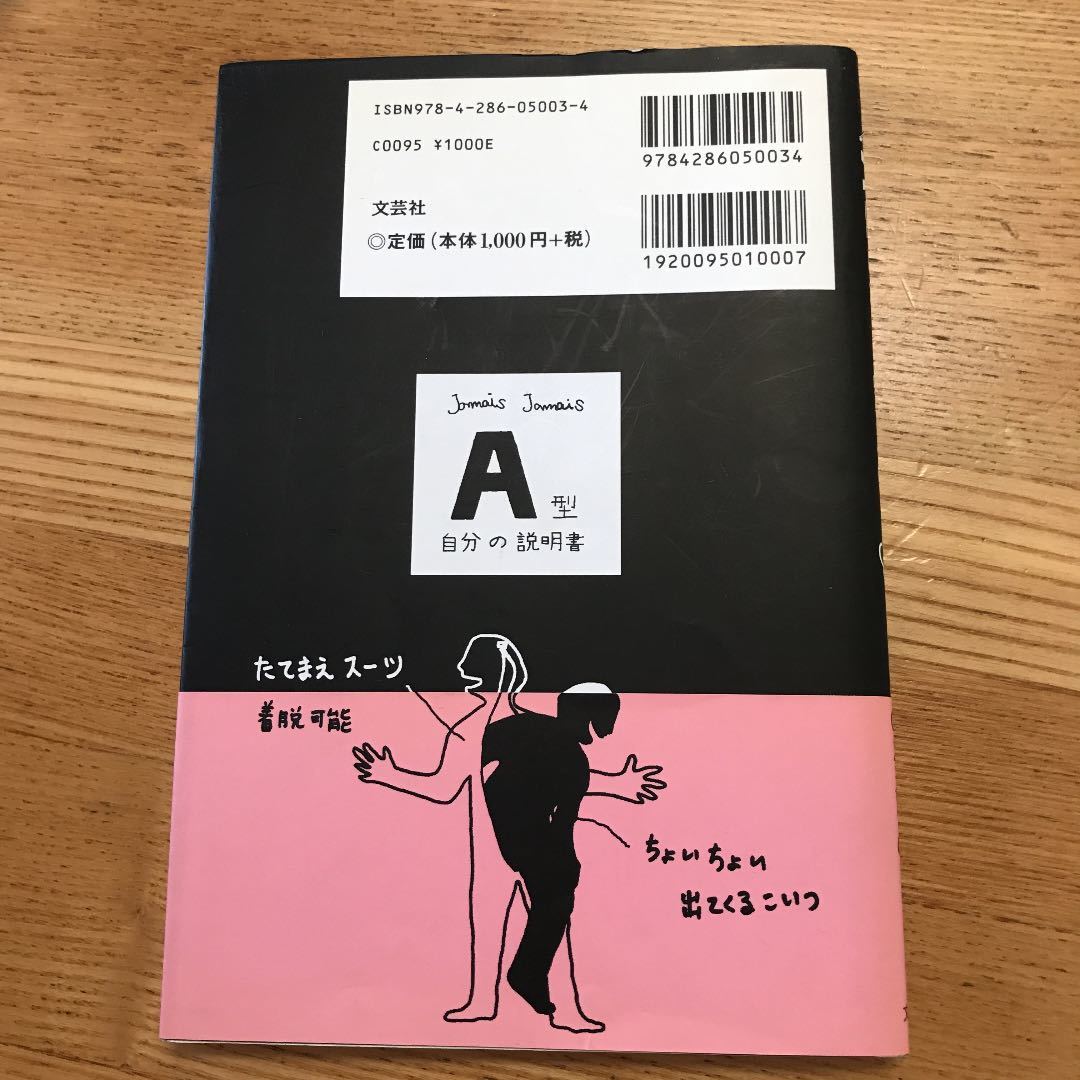 ISBN978-4-286-05003-4
C0095 ¥1000E
9784286050034
文芸社
◎定価(本体1,000円+税)
1920095010007
Jamais Jamais
A型
自分の説明書
たてまえスーツ
着脱可能
ちょいちょい
出てくるこいつ